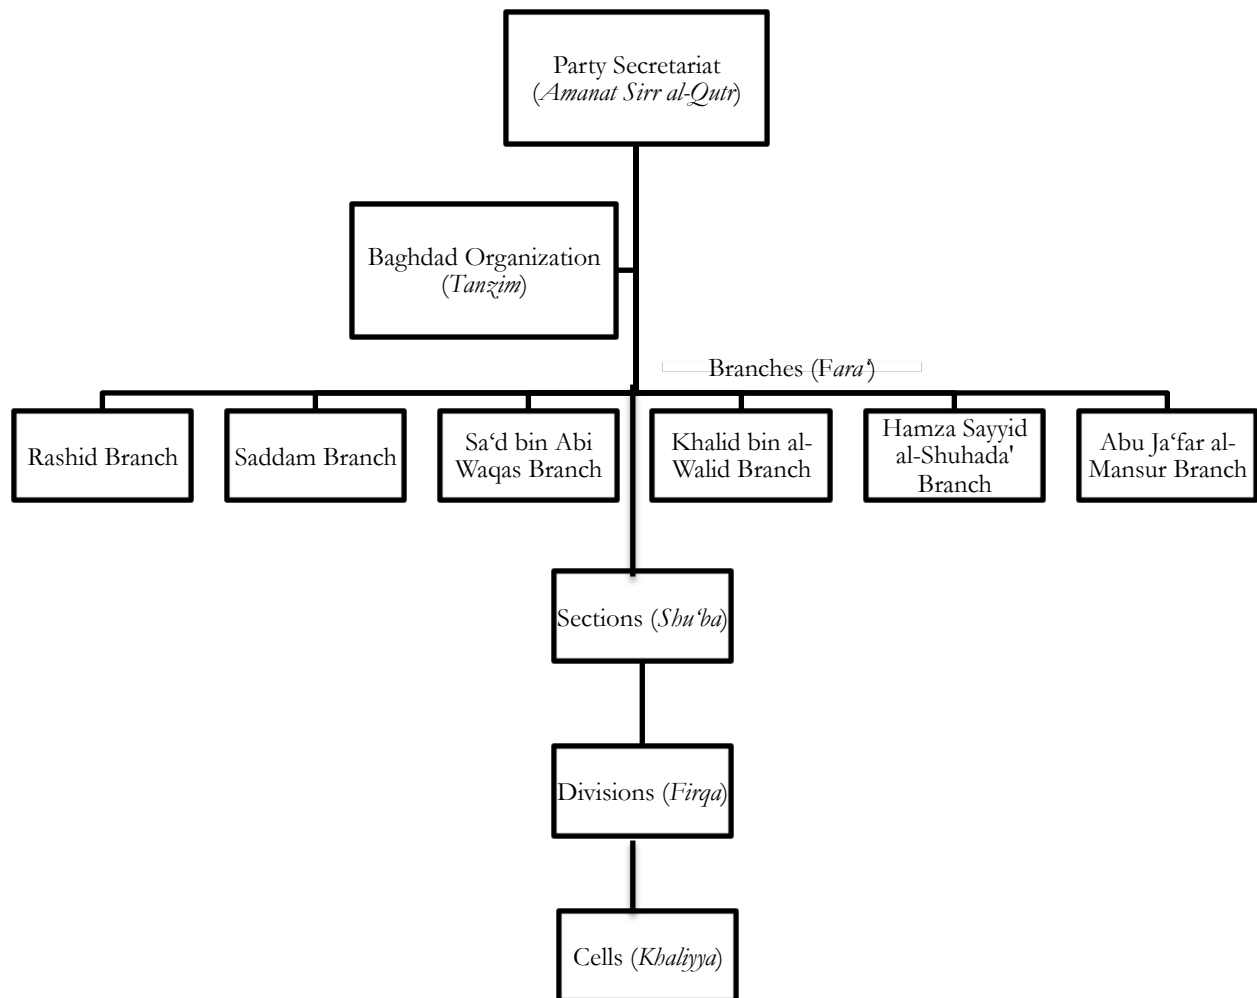 Party Secretariat
(Amanat Sirr al-Qutr)
Baghdad Organization
(Tanzim)
Branches (Fara‘)
Rashid Branch
Saddam Branch
Sa‘d bin Abi
Waqas Branch
Khalid bin al-
Walid Branch
Hamza Sayyid
al-Shuhada'
Branch
Abu Ja‘far al-
Mansur Branch
Sections (Shu‘ba)
Divisions (Firqa)
Cells (Khaliyya)